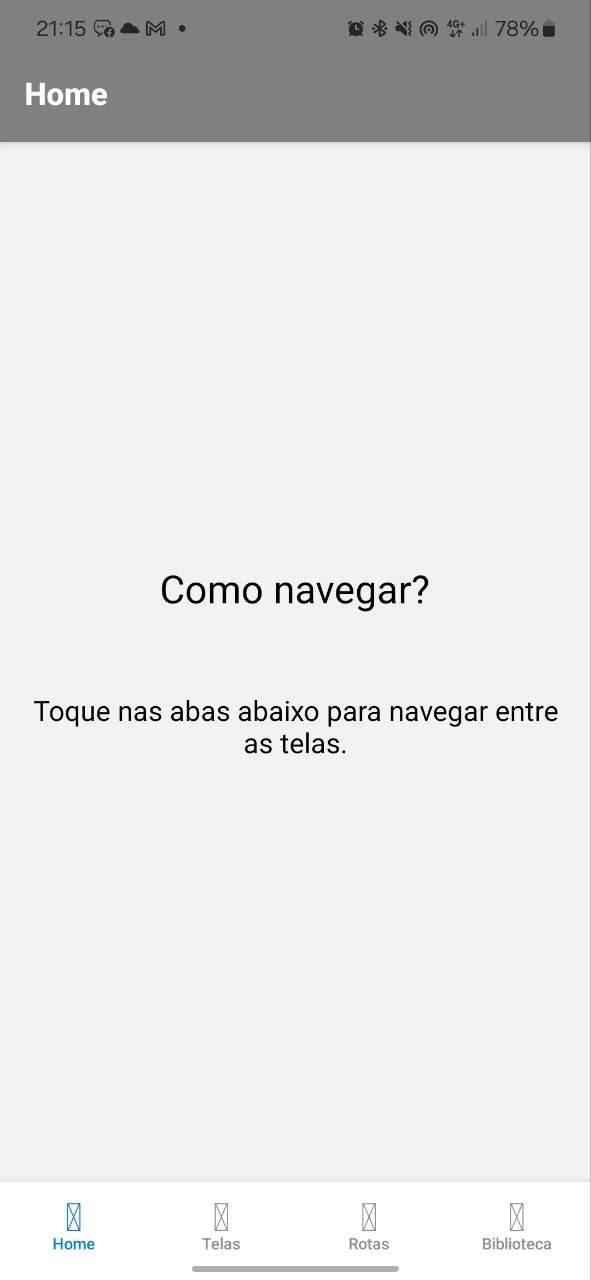 21:15
4G+ 78%
Home
Como navegar?
Toque nas abas abaixo para navegar entre
as telas.
Home
Telas
Rotas
Biblioteca